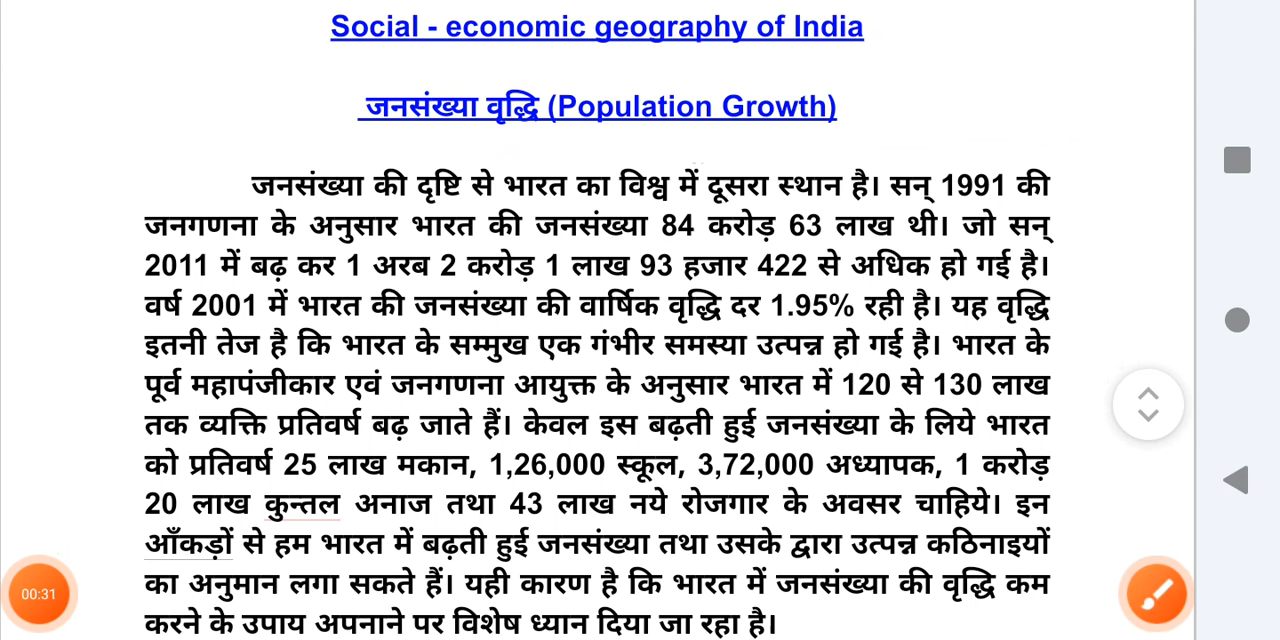 Social - economic geography of India
जनसंख्या वृद्धि (Population Growth)
जनसंख्या की दृष्टि से भारत का विश्व में दूसरा स्थान है। सन् 1991 की
जनगणना के अनुसार भारत की जनसंख्या 84 करोड़ 63 लाख थी। जो सन्
2011 में बढ़ कर 1 अरब 2 करोड़ 1 लाख 93 हजार 422 से अधिक हो गई है।
वर्ष 2001 में भारत की जनसंख्या की वार्षिक वृद्धि दर 1.95% रही है। यह वृद्धि
इतनी तेज है कि भारत के सम्मुख एक गंभीर समस्या उत्पन्न हो गई है। भारत के
पूर्व महापंजीकार एवं जनगणना आयुक्त के अनुसार भारत में 120 से 130 लाख
तक व्यक्ति प्रतिवर्ष बढ़ जाते हैं। केवल इस बढ़ती हुई जनसंख्या के लिये भारत
को प्रतिवर्ष 25 लाख मकान, 1,26,000 स्कूल, 3,72,000 अध्यापक, 1 करोड़
20 लाख कुन्तल अनाज तथा 43 लाख नये रोजगार के अवसर चाहिये। इन
आँकड़ों से हम भारत में बढ़ती हुई जनसंख्या तथा उसके द्वारा उत्पन्न कठिनाइयों
का अनुमान लगा सकते हैं। यही कारण है कि भारत में जनसंख्या की वृद्धि कम
करने के उपाय अपनाने पर विशेष ध्यान दिया जा रहा है।
00:31